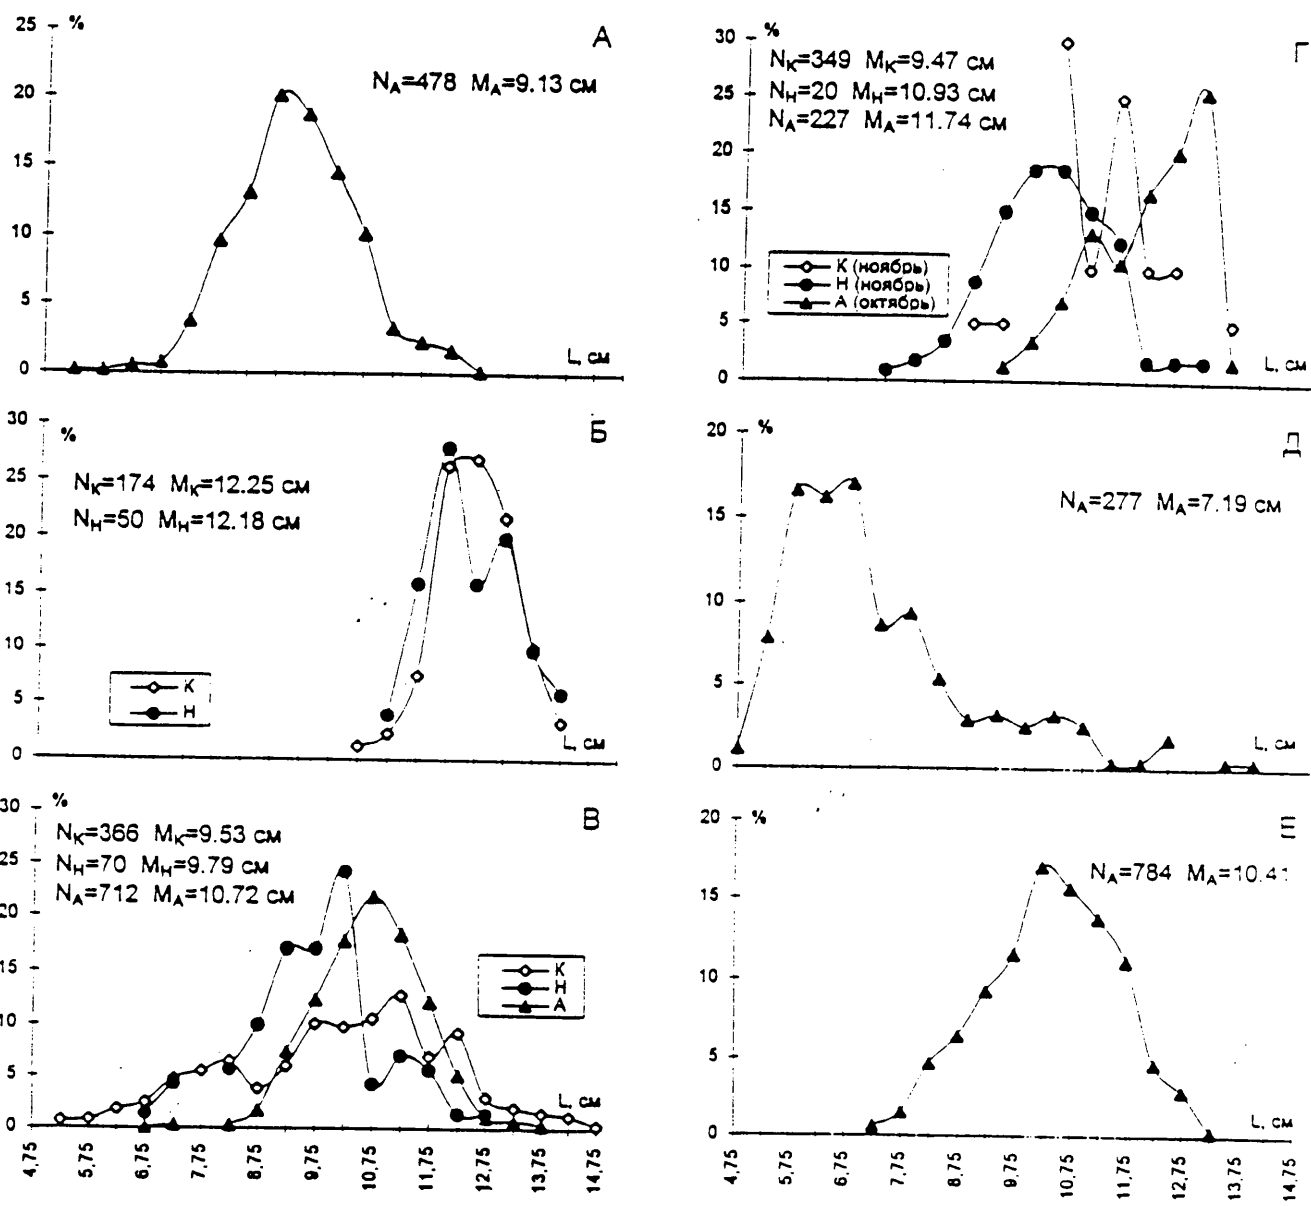 25
%
А
20
15
10
5
0
N_A=478 M_A=9.13 см
L, см
30
%
Б
25
20
15
10
5
0
N_K=174 M_K=12.25 см
N_H=50 M_H=12.18 см
К
Н
L, см
30
%
В
25
20
15
10
5
0
N_K=366 M_K=9.53 см
N_H=70 M_H=9.79 см
N_A=712 M_A=10.72 см
К
Н
А
L, см
4,75 5,75 6,75 7,75 8,75 9,75 10,75 11,75 12,75 13,75 14,75
30
%
Г
25
20
15
10
5
0
N_K=349 M_K=9.47 см
N_H=20 M_H=10.93 см
N_A=227 M_A=11.74 см
К (ноябрь)
Н (ноябрь)
А (октябрь)
L, см
20
%
Д
15
10
5
0
N_A=277 M_A=7.19 см
L, см
20
%
Е
15
10
5
0
N_A=784 M_A=10.41
L, см
4,75 5,75 6,75 7,75 8,75 9,75 10,75 11,75 12,75 13,75 14,75